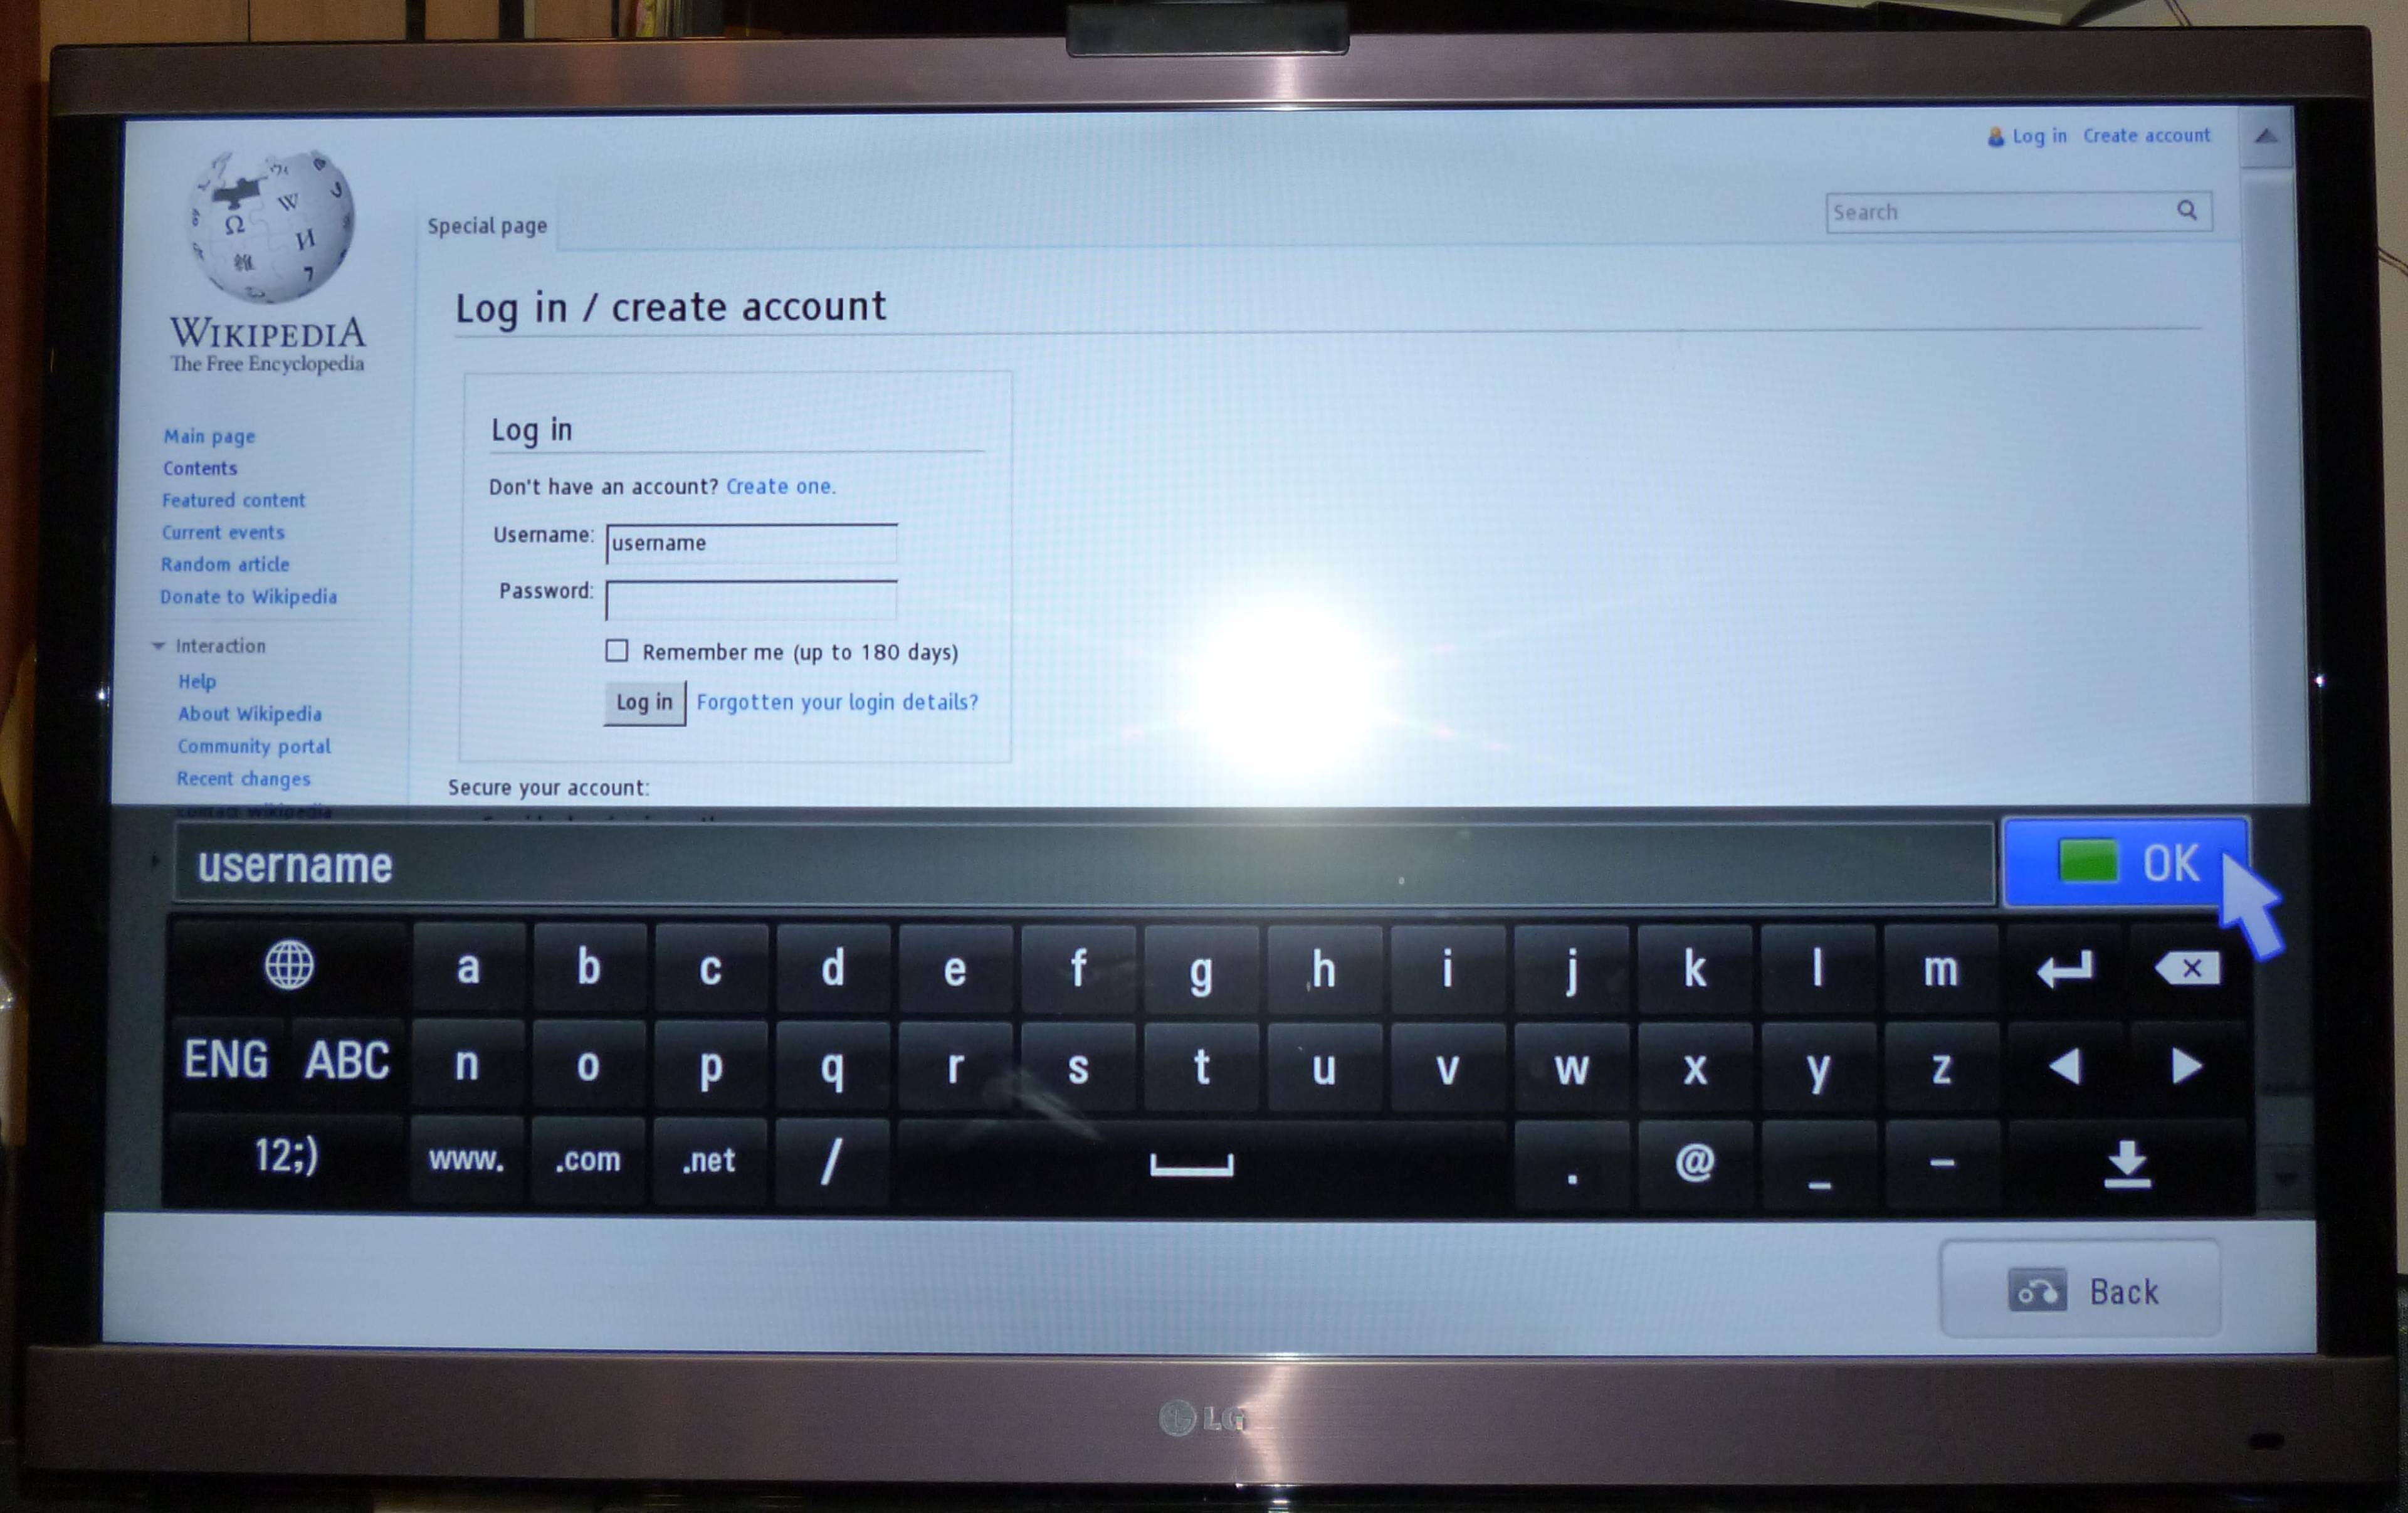 Log in Create account
Search
Special page
WIKIPEDIA
The Free Encyclopedia
Log in / create account
Main page
Contents
Featured content
Current events
Random article
Donate to Wikipedia
Interaction
Help
About Wikipedia
Community portal
Recent changes
Contact Wikipedia
Log in
Don't have an account? Create one.
Username: username
Password:
Remember me (up to 180 days)
Log in Forgotten your login details?
Secure your account:
username OK
a b c d e f g h i j k l m
ENG ABC n o p q r s t u v w x y z
12;) www. .com .net / . @ _ -
Back
LG